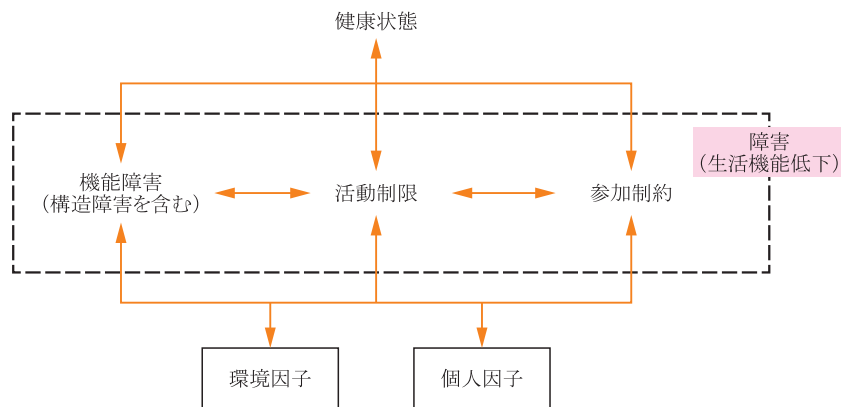 健康状態
障害
（生活機能低下）
機能障害
（構造障害を含む）
活動制限
参加制約
環境因子
個人因子